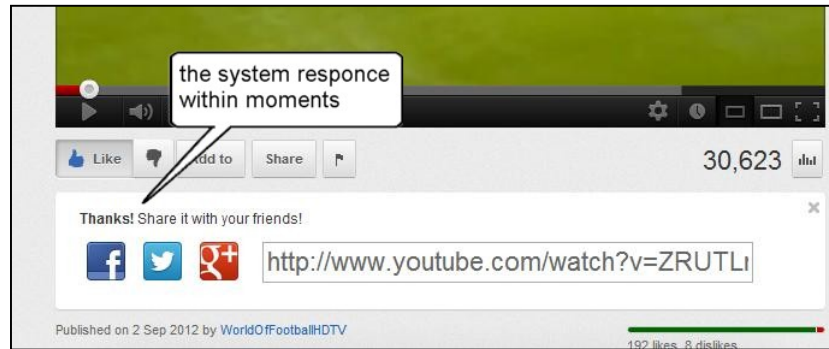 the system responce
within moments
Like
Add to
Share
30,623
Thanks! Share it with your friends!
http://www.youtube.com/watch?v=ZRUTLr
Published on 2 Sep 2012 by WorldOfFootballHDTV
192 likes, 8 dislikes